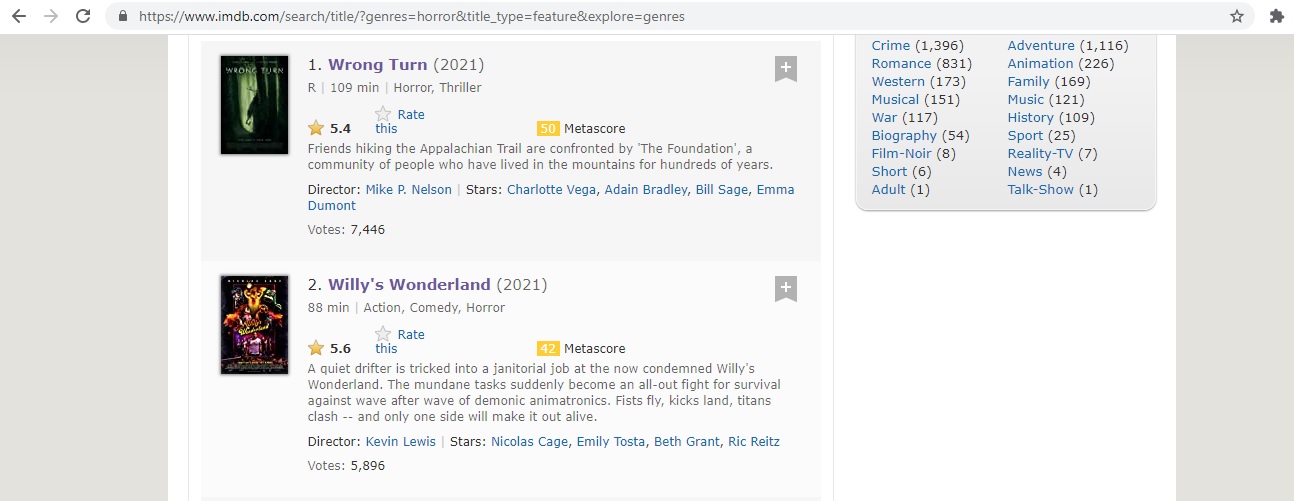 https://www.imdb.com/search/title/?genres=horror&title_type=feature&explore=genres
WRONG TURN
1. Wrong Turn (2021)
R | 109 min | Horror, Thriller
Rate
5.4 this 50 Metascore
Friends hiking the Appalachian Trail are confronted by 'The Foundation', a
community of people who have lived in the mountains for hundreds of years.
Director: Mike P. Nelson | Stars: Charlotte Vega, Adain Bradley, Bill Sage, Emma
Dumont
Votes: 7,446
NICOLAS CAGE
2. Willy's Wonderland (2021)
88 min | Action, Comedy, Horror
Rate
5.6 this 42 Metascore
A quiet drifter is tricked into a janitorial job at the now condemned Willy's
Wonderland. The mundane tasks suddenly become an all-out fight for survival
against wave after wave of demonic animatronics. Fists fly, kicks land, titans
clash -- and only one side will make it out alive.
Director: Kevin Lewis | Stars: Nicolas Cage, Emily Tosta, Beth Grant, Ric Reitz
Votes: 5,896
Crime (1,396) Adventure (1,116)
Romance (831) Animation (226)
Western (173) Family (169)
Musical (151) Music (121)
War (117) History (109)
Biography (54) Sport (25)
Film-Noir (8) Reality-TV (7)
Short (6) News (4)
Adult (1) Talk-Show (1)